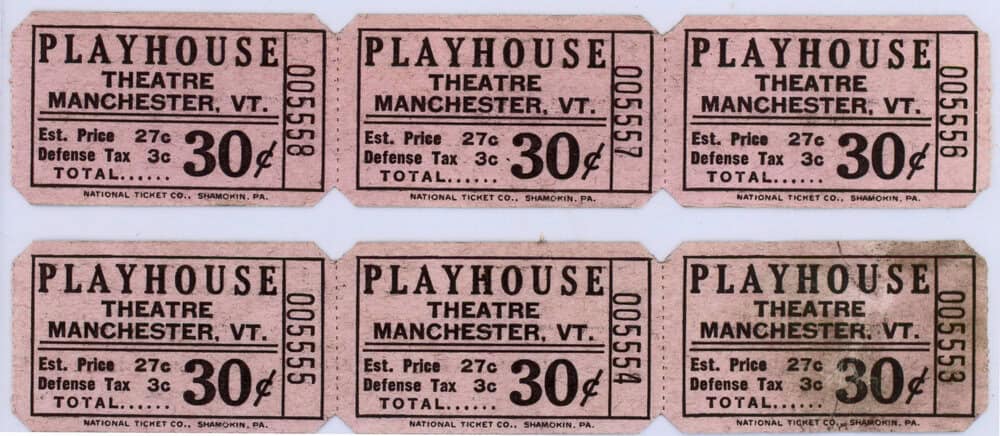 PLAYHOUSE
THEATRE
MANCHESTER, VT.
Est. Price 27c
Defense Tax 3c
TOTAL......
30¢
005558
NATIONAL TICKET CO., SHAMOKIN, PA.
PLAYHOUSE
THEATRE
MANCHESTER, VT.
Est. Price 27c
Defense Tax 3c
TOTAL......
30¢
005557
NATIONAL TICKET CO., SHAMOKIN, PA.
PLAYHOUSE
THEATRE
MANCHESTER, VT.
Est. Price 27c
Defense Tax 3c
TOTAL......
30¢
005556
NATIONAL TICKET CO., SHAMOKIN, PA.
PLAYHOUSE
THEATRE
MANCHESTER, VT.
Est. Price 27c
Defense Tax 3c
TOTAL......
30¢
005555
NATIONAL TICKET CO., SHAMOKIN, PA.
PLAYHOUSE
THEATRE
MANCHESTER, VT.
Est. Price 27c
Defense Tax 3c
TOTAL......
30¢
005554
NATIONAL TICKET CO., SHAMOKIN, PA.
PLAYHOUSE
THEATRE
MANCHESTER, VT.
Est. Price 27c
Defense Tax 3c
TOTAL......
30¢
005553
NATIONAL TICKET CO., SHAMOKIN, PA.